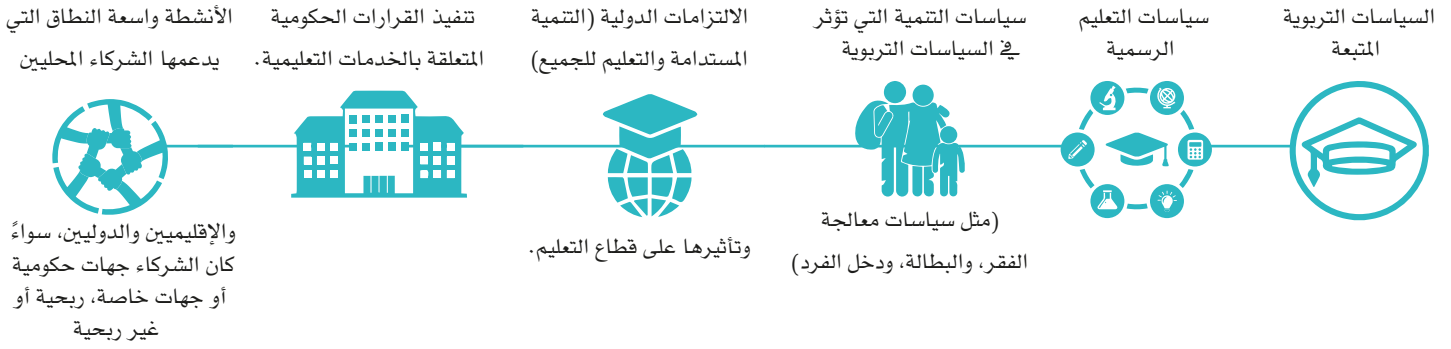 السياسات التربوية
المتبعة
سياسات التعليم
الرسمية
سياسات التنمية التي تؤثر
في السياسات التربوية
(مثل سياسات معالجة
الفقر، والبطالة، ودخل الفرد)
الالتزامات الدولية (التنمية
المستدامة والتعليم للجميع)
وتأثيرها على قطاع التعليم.
تنفيذ القرارات الحكومية
المتعلقة بالخدمات التعليمية.
الأنشطة واسعة النطاق التي
يدعمها الشركاء المحليين
والإقليميين والدوليين، سواءً
كان الشركاء جهات حكومية
أو جهات خاصة، ربحية أو
غير ربحية